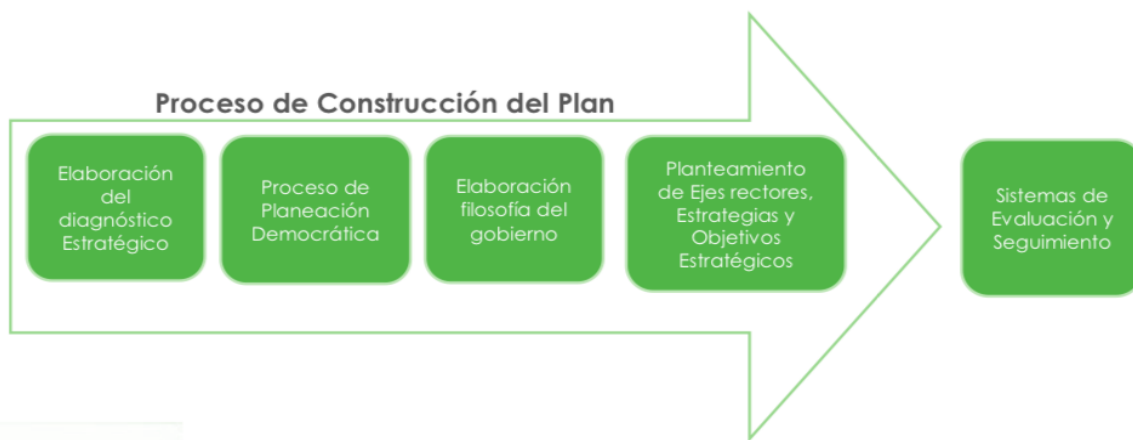 Proceso de Construcción del Plan
Elaboración
del
diagnóstico
Estratégico
Proceso de
Planeación
Democrática
Elaboración
filosofía del
gobierno
Planteamiento
de Ejes rectores,
Estrategias y
Objetivos
Estratégicos
Sistemas de
Evaluación y
Seguimiento